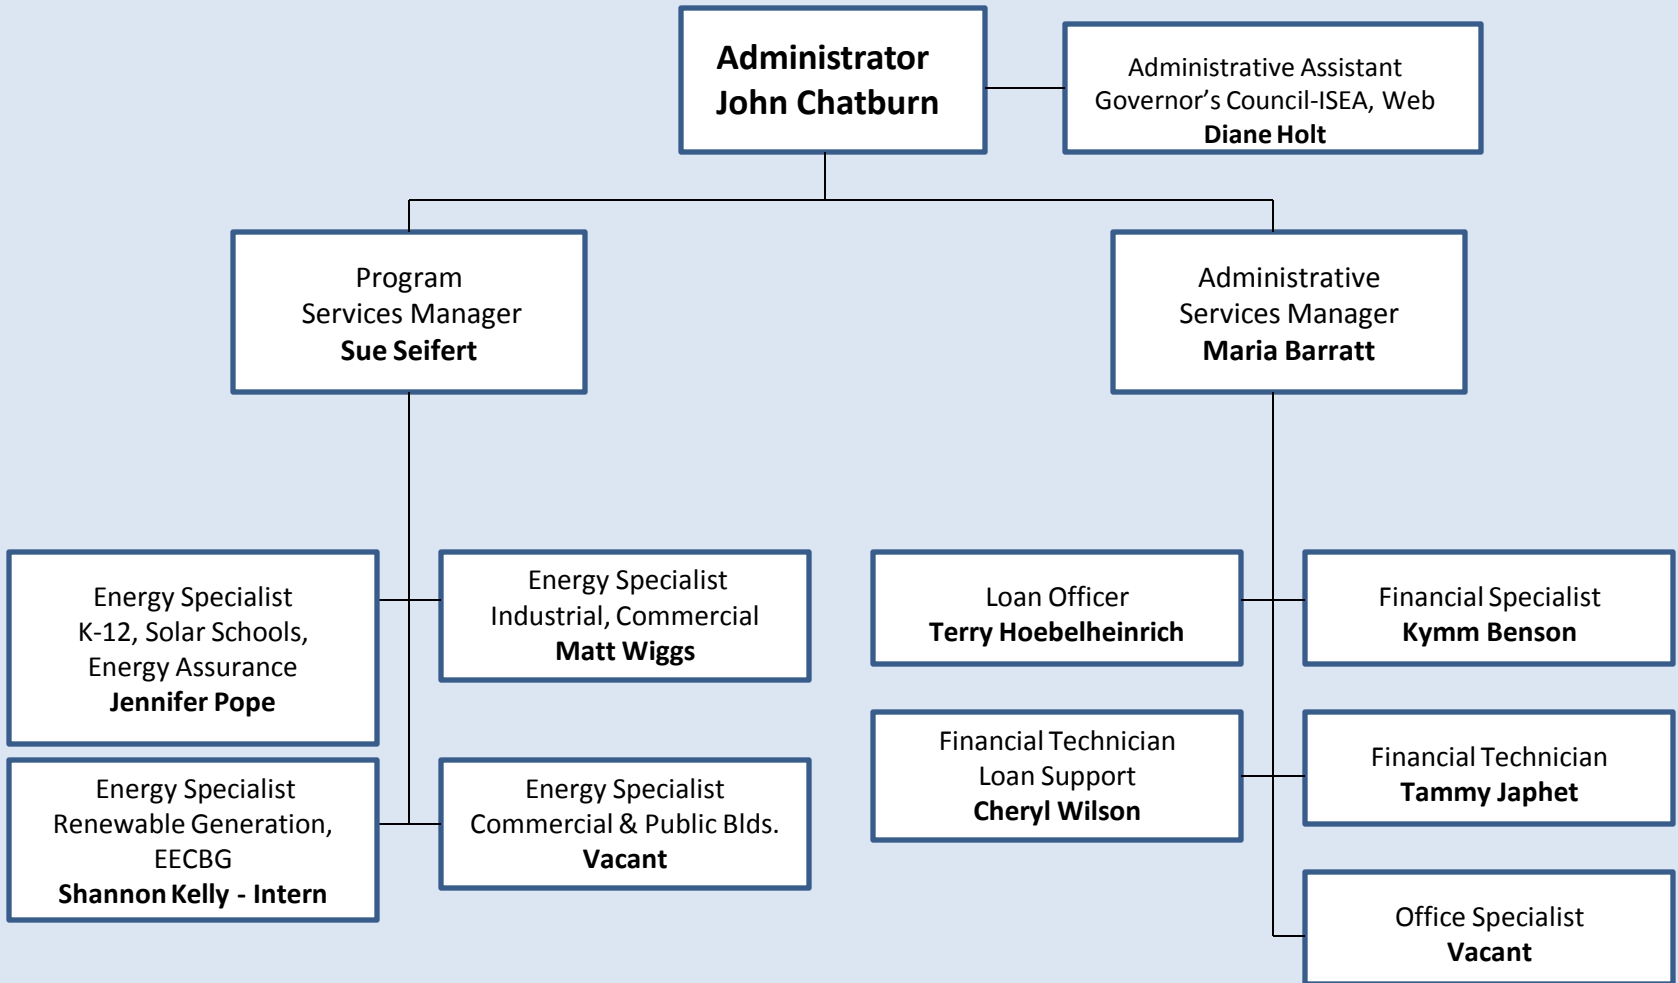 Administrator
John Chatburn
Administrative Assistant
Governor’s Council-ISEA, Web
Diane Holt
Program
Services Manager
Sue Seifert
Administrative
Services Manager
Maria Barratt
Energy Specialist
K-12, Solar Schools,
Energy Assurance
Jennifer Pope
Energy Specialist
Industrial, Commercial
Matt Wiggs
Loan Officer
Terry Hoebelheinrich
Financial Specialist
Kymm Benson
Energy Specialist
Renewable Generation,
EECBG
Shannon Kelly - Intern
Energy Specialist
Commercial & Public Blds.
Vacant
Financial Technician
Loan Support
Cheryl Wilson
Financial Technician
Tammy Japhet
Office Specialist
Vacant